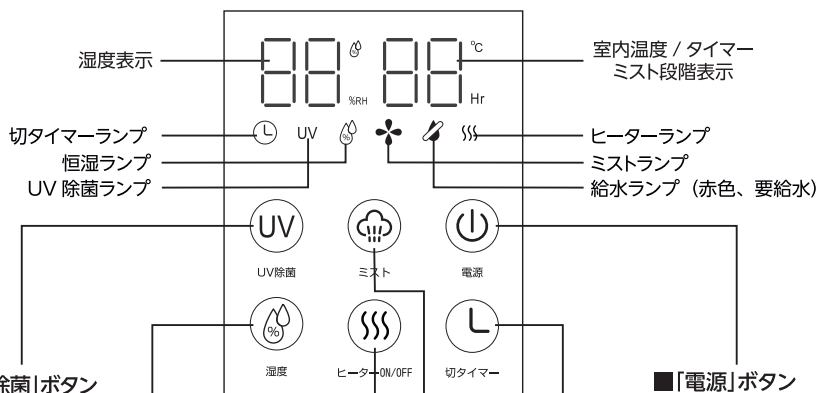 湿度表示
88
88
℃
%
%RH
Hr
室内温度 / タイマー
ミスト段階表示
切タイマーランプ
恒湿ランプ
UV 除菌ランプ
UV
%
ヒーターランプ
ミストランプ
給水ランプ（赤色、要給水）
UV
UV除菌
ミスト
電源
%
湿度
ヒーターON/OFF
切タイマー
除菌」ボタン
■「電源」ボタン